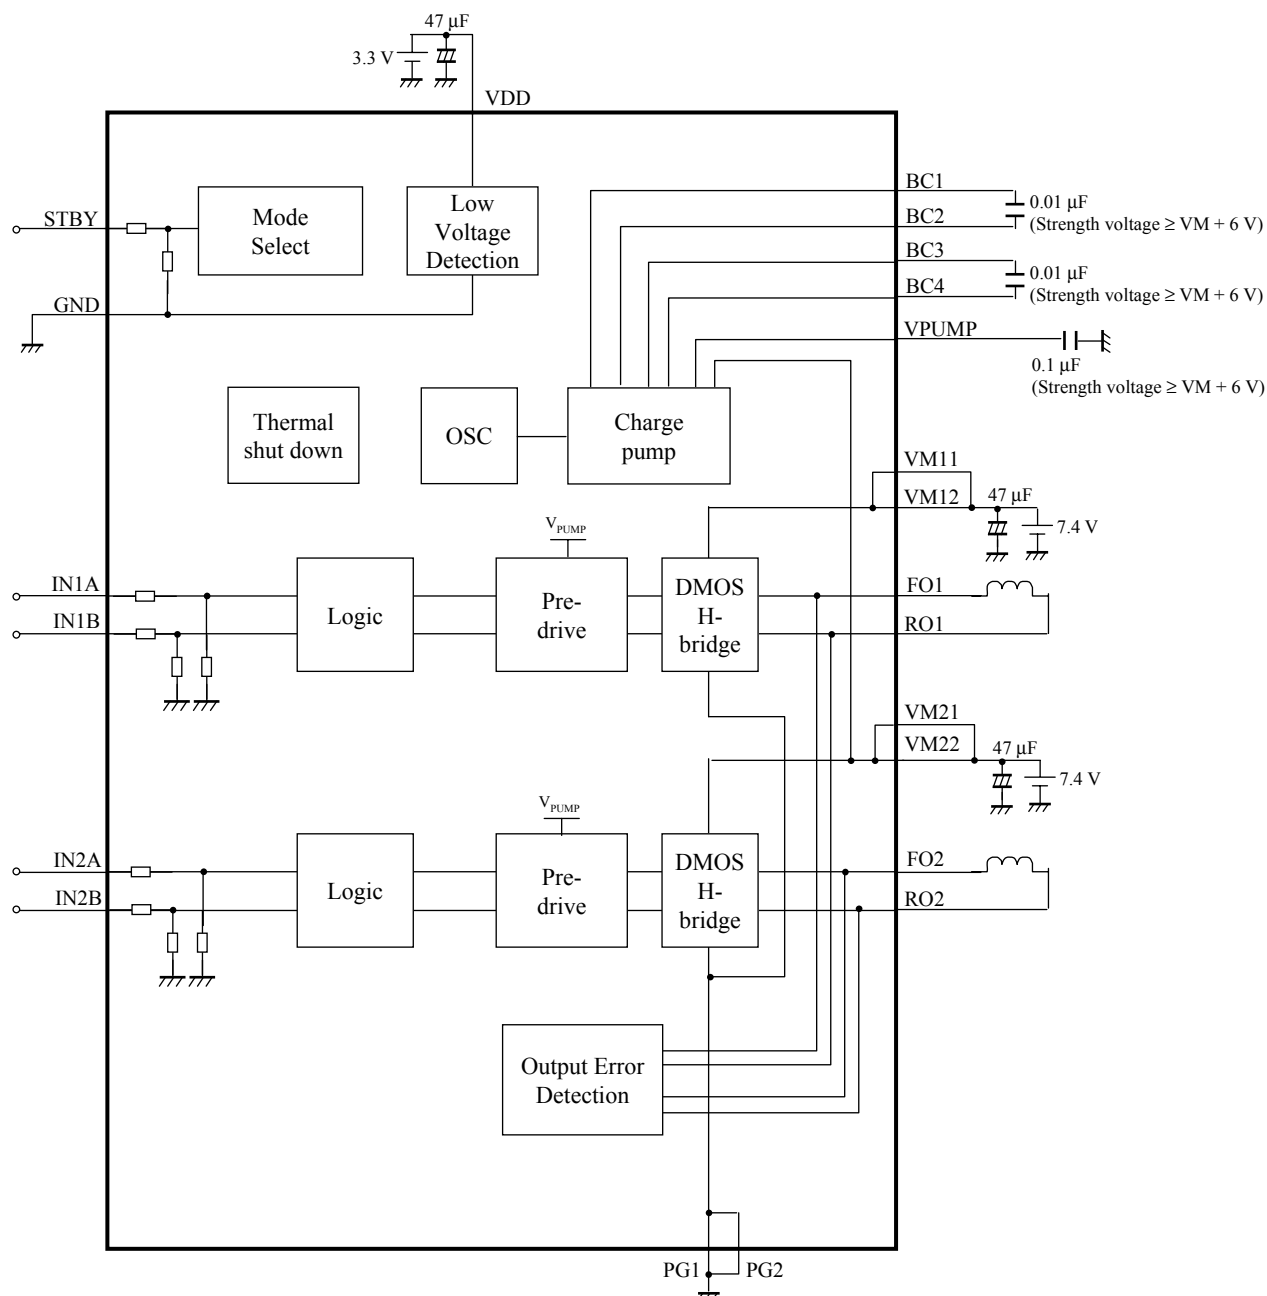 47 µF
3.3 V
VDD
BC1
0.01 µF
(Strength voltage ≥ VM + 6 V)
BC2
STBY
Mode
Select
Low
Voltage
Detection
BC3
0.01 µF
(Strength voltage ≥ VM + 6 V)
BC4
GND
VPUMP
0.1 µF
(Strength voltage ≥ VM + 6 V)
Thermal
shut down
OSC
Charge
pump
VM11
VM12
47 µF
7.4 V
VPUMP
IN1A
IN1B
Logic
Pre-
drive
DMOS
H-
bridge
FO1
RO1
VM21
VM22
47 µF
7.4 V
VPUMP
IN2A
IN2B
Logic
Pre-
drive
DMOS
H-
bridge
FO2
RO2
Output Error
Detection
PG1
PG2